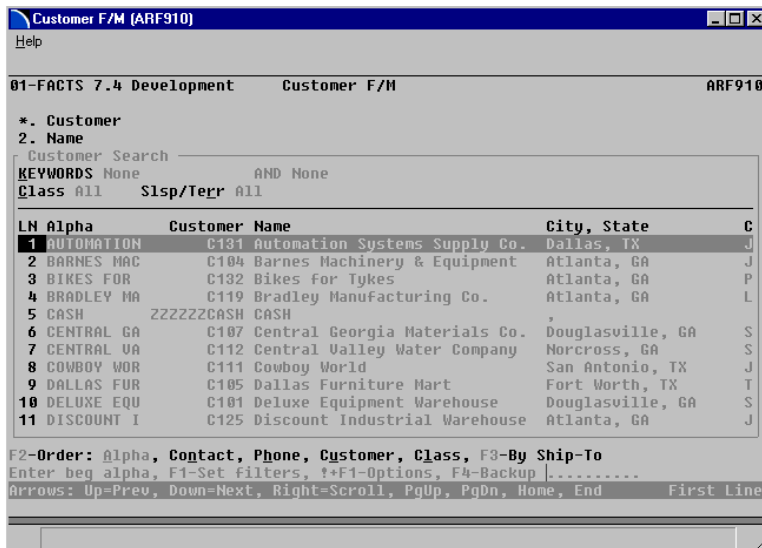 Customer F/M (ARF910)
Help
01-FACTS 7.4 Development Customer F/M ARF910
*. Customer
2. Name
Customer Search
KEYWORDS None AND None
Class All Slsp/Terr All
LN Alpha Customer Name City, State C
1 AUTOMATION C131 Automation Systems Supply Co. Dallas, TX J
2 BARNES MAC C104 Barnes Machinery & Equipment Atlanta, GA J
3 BIKES FOR C132 Bikes for Tykes Atlanta, GA P
4 BRADLEY MA C119 Bradley Manufacturing Co. Atlanta, GA L
5 CASH ZZZZZZCASH CASH ,
6 CENTRAL GA C107 Central Georgia Materials Co. Douglasville, GA S
7 CENTRAL VA C112 Central Valley Water Company Norcross, GA S
8 COWBOY WOR C111 Cowboy World San Antonio, TX J
9 DALLAS FUR C105 Dallas Furniture Mart Fort Worth, TX T
10 DELUXE EQU C101 Deluxe Equipment Warehouse Douglasville, GA S
11 DISCOUNT I C125 Discount Industrial Warehouse Atlanta, GA J
F2-Order: Alpha, Contact, Phone, Customer, Class, F3-By Ship-To
Enter beg alpha, F1-Set filters, !+F1-Options, F4-Backup ..........
Arrows: Up=Prev, Down=Next, Right=Scroll, PgUp, PgDn, Home, End First Line